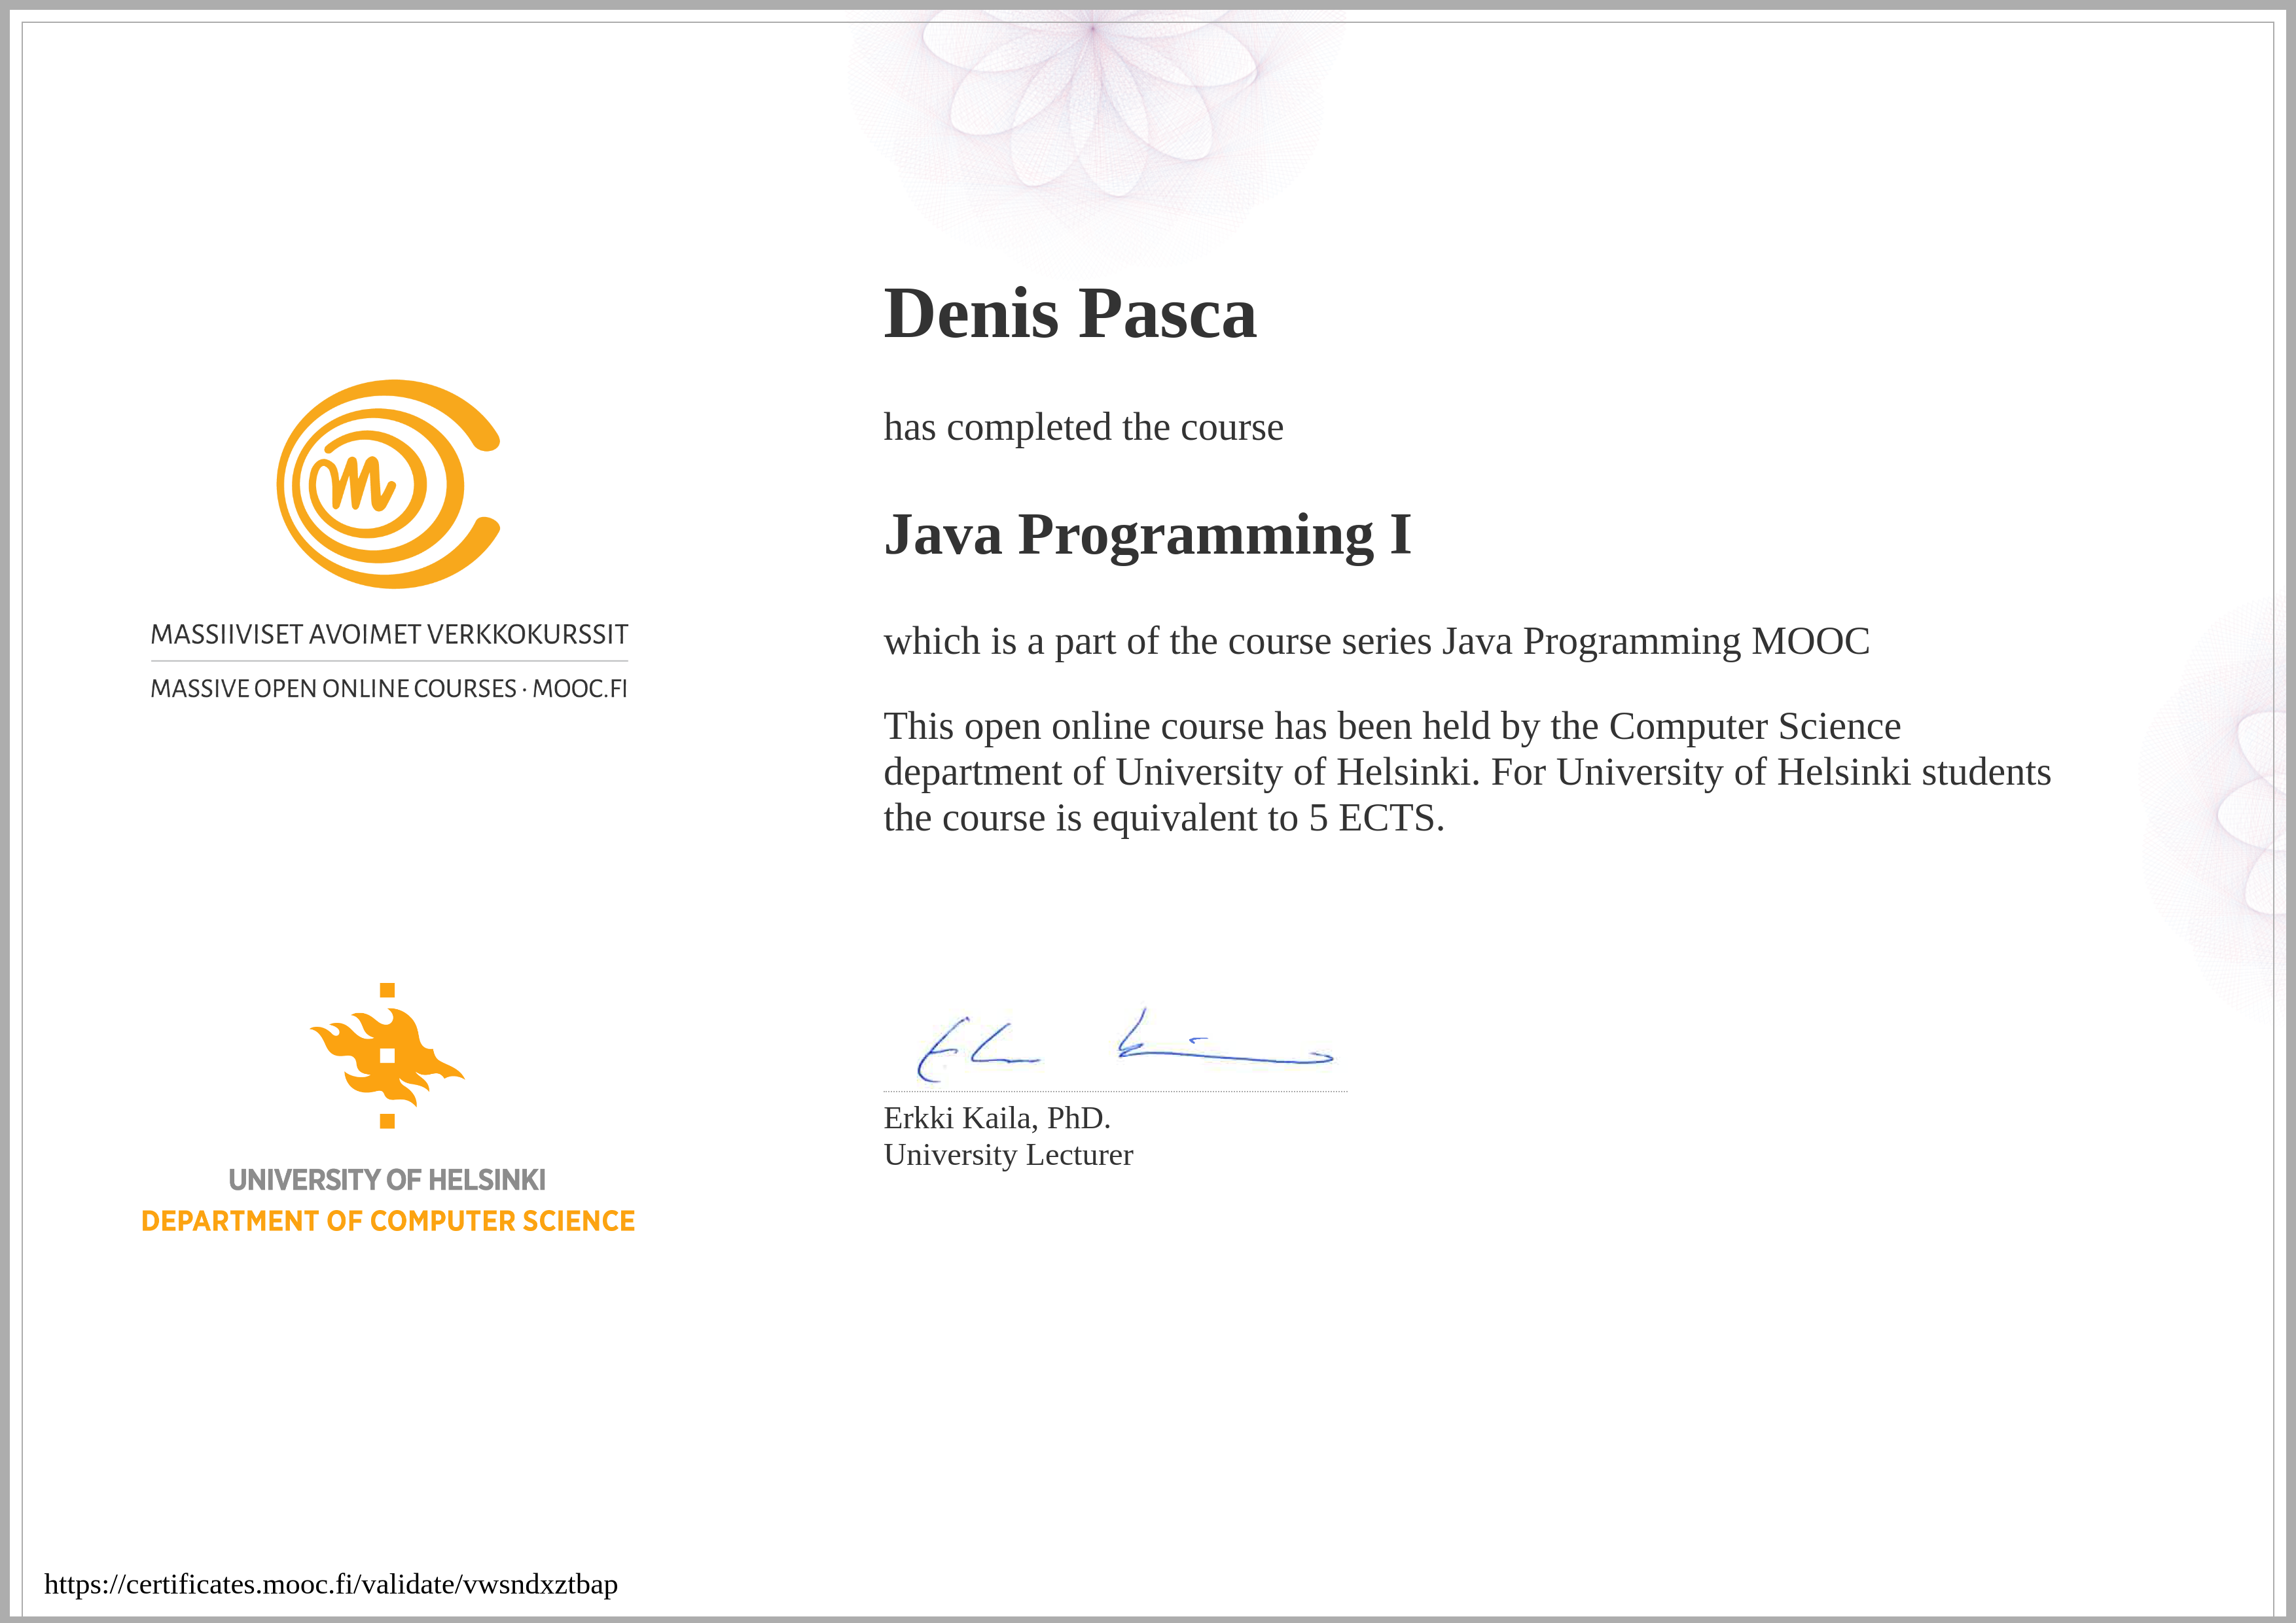 Denis Pasca
has completed the course
Java Programming I
which is a part of the course series Java Programming MOOC
This open online course has been held by the Computer Science
department of University of Helsinki. For University of Helsinki students
the course is equivalent to 5 ECTS.
Erkki Kaila, PhD.
University Lecturer
m
MASSIIVISET AVOIMET VERKKOKURSSIT
MASSIVE OPEN ONLINE COURSES · MOOC.FI
UNIVERSITY OF HELSINKI
DEPARTMENT OF COMPUTER SCIENCE
https://certificates.mooc.fi/validate/vwsndxztbap